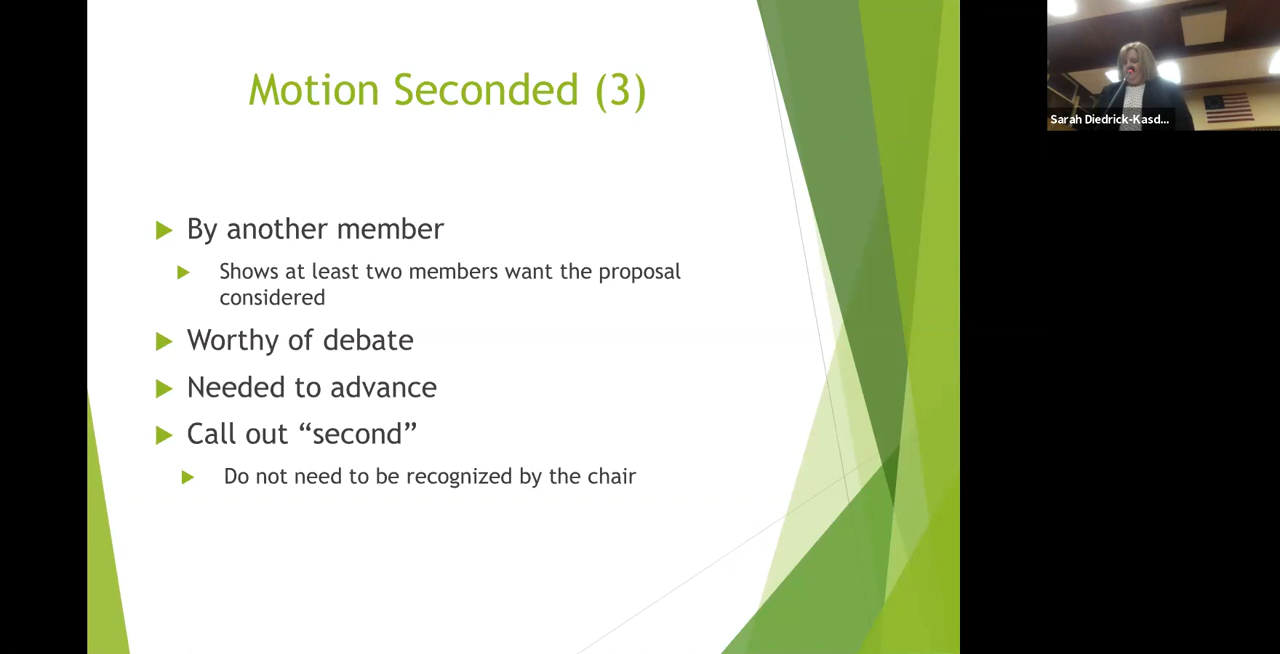 Motion Seconded (3)
By another member
Shows at least two members want the proposal
considered
Worthy of debate
Needed to advance
Call out “second”
Do not need to be recognized by the chair
Sarah Diedrick-Kasd...